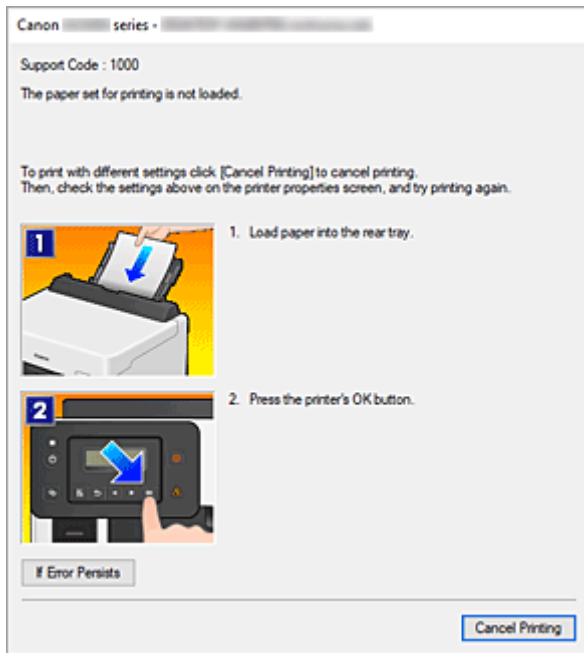 Canon series -
Support Code : 1000
The paper set for printing is not loaded.
To print with different settings click [Cancel Printing] to cancel printing.
Then, check the settings above on the printer properties screen, and try printing again.
1
1. Load paper into the rear tray.
2
2. Press the printer's OK button.
If Error Persists
Cancel Printing